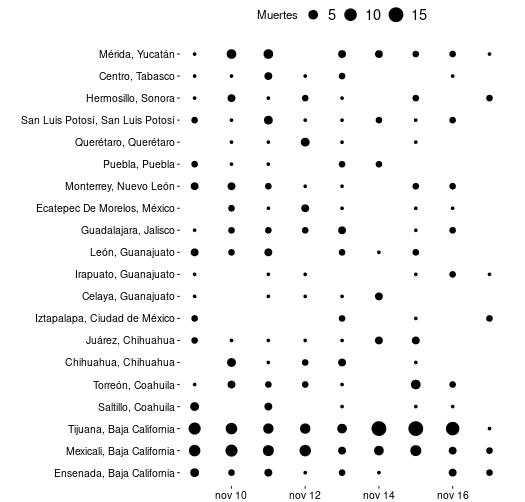 Muertes 5 10 15
Mérida, Yucatán
Centro, Tabasco
Hermosillo, Sonora
San Luis Potosí, San Luis Potosí
Querétaro, Querétaro
Puebla, Puebla
Monterrey, Nuevo León
Ecatepec De Morelos, México
Guadalajara, Jalisco
León, Guanajuato
Irapuato, Guanajuato
Celaya, Guanajuato
Iztapalapa, Ciudad de México
Juárez, Chihuahua
Chihuahua, Chihuahua
Torreón, Coahuila
Saltillo, Coahuila
Tijuana, Baja California
Mexicali, Baja California
Ensenada, Baja California
nov 10 nov 12 nov 14 nov 16